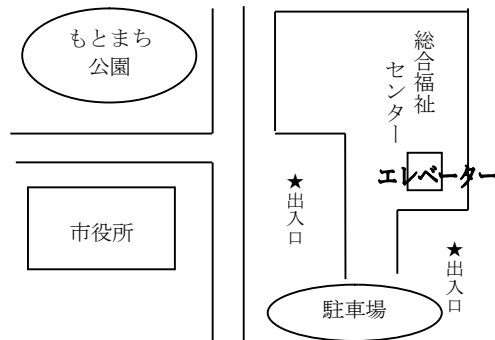 もとまち
公園
総合福祉
センター
エレベーター
★出入口
★出入口
市役所
駐車場